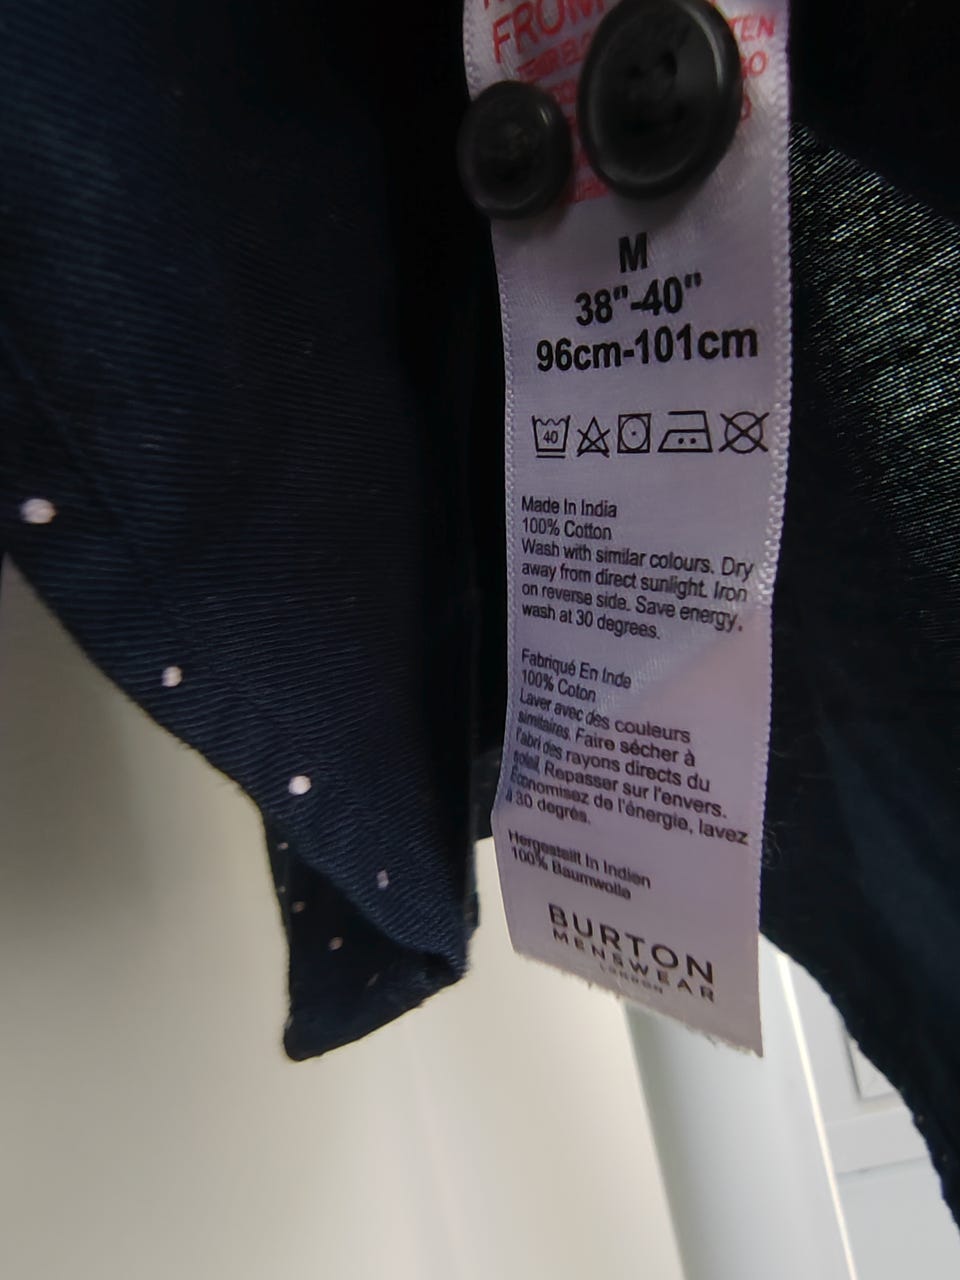 FROM
M
38"-40"
96cm-101cm
40
Made In India
100% Cotton
Wash with similar colours. Dry
away from direct sunlight. Iron
on reverse side. Save energy,
wash at 30 degrees.
Fabriqué En Inde
100% Coton
Laver avec des couleurs
similaires. Faire sécher à
l'abri des rayons directs du
soleil. Repasser sur l'envers.
Économisez de l'énergie, lavez
à 30 degrés.
Hergestellt In Indien
100% Baumwolle
BURTON
MENSWEAR
LONDON